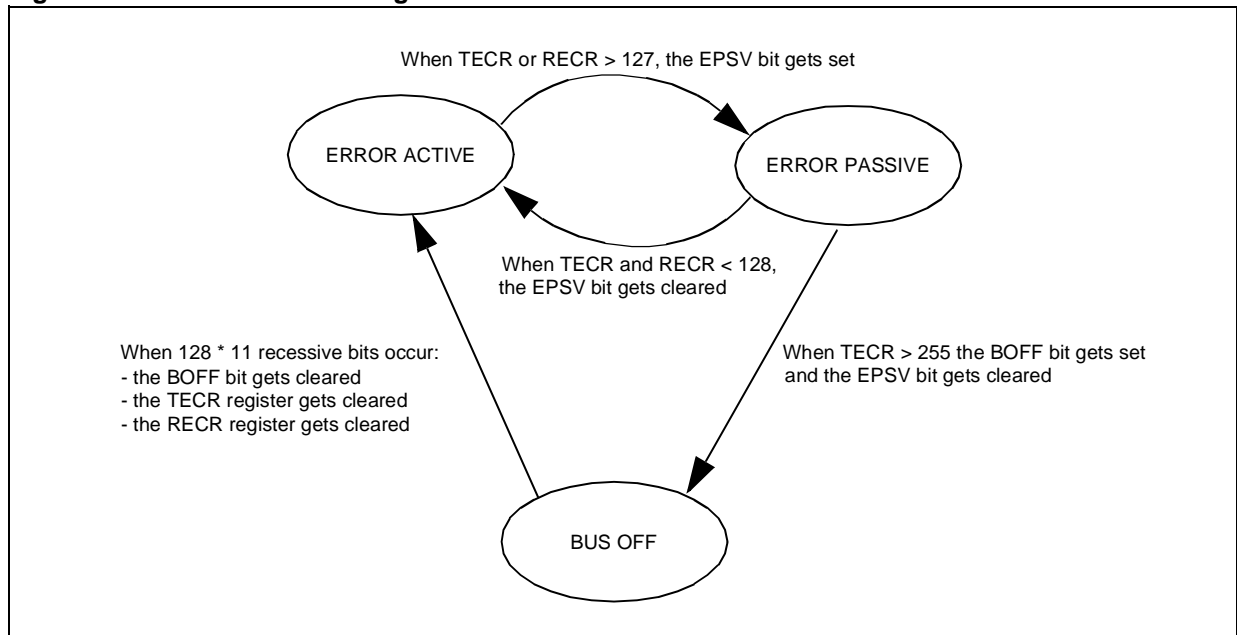 When TECR or RECR > 127, the EPSV bit gets set
ERROR ACTIVE
ERROR PASSIVE
When TECR and RECR < 128,
the EPSV bit gets cleared
When 128 * 11 recessive bits occur:
- the BOFF bit gets cleared
- the TECR register gets cleared
- the RECR register gets cleared
When TECR > 255 the BOFF bit gets set
and the EPSV bit gets cleared
BUS OFF